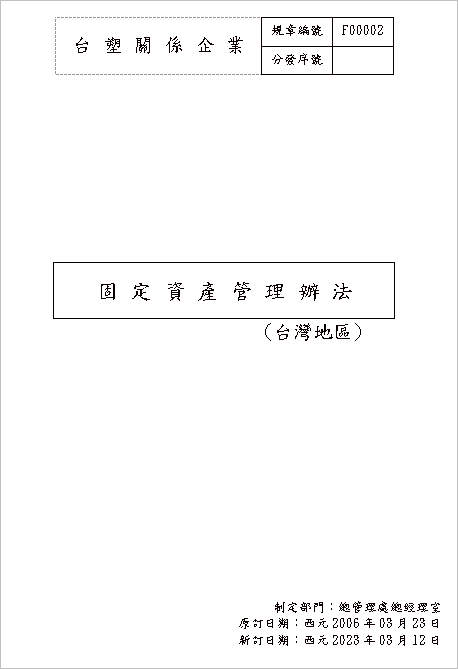 台塑關係企業
規章編號 F00002
分發序號
固定資產管理辦法
（台灣地區）
制定部門：總管理處總經理室
原訂日期：西元 2006 年 03 月 23 日
新訂日期：西元 2023 年 03 月 12 日